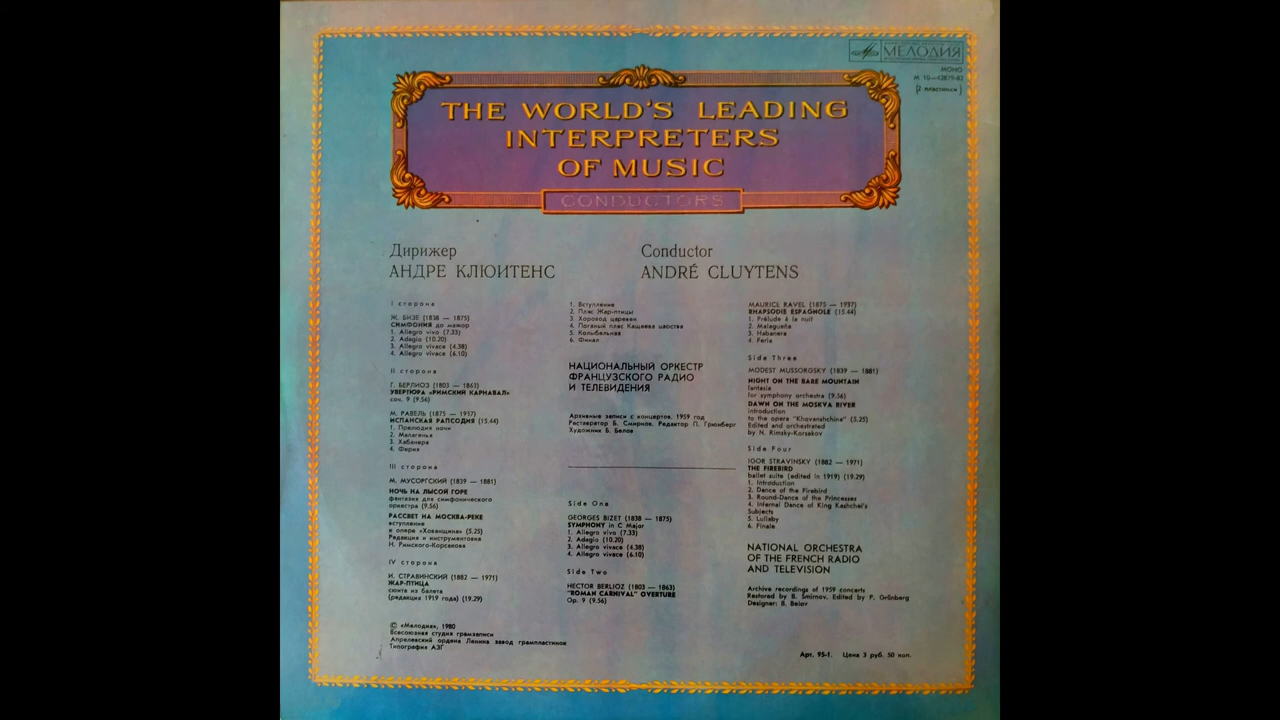 МЕЛОДИЯ
МОНО
М 10—42879-82
(2 пластинки)
THE WORLD'S LEADING
INTERPRETERS
OF MUSIC
CONDUCTORS
Дирижер
АНДРЕ КЛЮИТЕНС
Conductor
ANDRÉ CLUYTENS
I сторона
Ж. БИЗЕ (1838 — 1875)
СИМФОНИЯ до мажор
1. Allegro vivo (7.33)
2. Adagio (10.20)
3. Allegro vivace (4.38)
4. Allegro vivace (6.10)
II сторона
Г. БЕРЛИОЗ (1803 — 1863)
УВЕРТЮРА «РИМСКИЙ КАРНАВАЛ»
соч. 9 (9.56)
М. РАВЕЛЬ (1875 — 1937)
ИСПАНСКАЯ РАПСОДИЯ (15.44)
1. Прелюдия ночи
2. Малагенья
3. Хабанера
4. Ферия
III сторона
М. МУСОРГСКИЙ (1839 — 1881)
НОЧЬ НА ЛЫСОЙ ГОРЕ
фантазия для симфонического
оркестра (9.56)
РАССВЕТ НА МОСКВА-РЕКЕ
вступление
к опере «Хованщина» (5.25)
Редакция и инструментовка
Н. Римского-Корсакова
IV сторона
И. СТРАВИНСКИЙ (1882 — 1971)
ЖАР-ПТИЦА
сюита из балета
(редакция 1919 года) (19.29)
1. Вступление
2. Пляс Жар-птицы
3. Хоровод царевен
4. Поганый пляс Кащеева царства
5. Колыбельная
6. Финал
НАЦИОНАЛЬНЫЙ ОРКЕСТР
ФРАНЦУЗСКОГО РАДИО
И ТЕЛЕВИДЕНИЯ
Архивные записи с концертов. 1959 год
Реставратор Б. Смирнов. Редактор П. Грюнберг
Художник Б. Белов
Side One
GEORGES BIZET (1838 — 1875)
SYMPHONY in C Major
1. Allegro vivo (7.33)
2. Adagio (10.20)
3. Allegro vivace (4.38)
4. Allegro vivace (6.10)
Side Two
HECTOR BERLIOZ (1803 — 1863)
"ROMAN CARNIVAL" OVERTURE
Op. 9 (9.56)
MAURICE RAVEL (1875 — 1937)
RHAPSODIE ESPAGNOLE (15.44)
1. Prélude à la nuit
2. Malagueña
3. Habanera
4. Feria
Side Three
MODEST MUSSORGSKY (1839 — 1881)
NIGHT ON THE BARE MOUNTAIN
fantasia
for symphony orchestra (9.56)
DAWN ON THE MOSKVA RIVER
introduction
to the opera "Khovanshchina" (5.25)
Edited and orchestrated
by N. Rimsky-Korsakov
Side Four
IGOR STRAVINSKY (1882 — 1971)
THE FIREBIRD
ballet suite (edited in 1919) (19.29)
1. Introduction
2. Dance of the Firebird
3. Round-Dance of the Princesses
4. Infernal Dance of King Kashchei's
Subjects
5. Lullaby
6. Finale
NATIONAL ORCHESTRA
OF THE FRENCH RADIO
AND TELEVISION
Archive recordings of 1959 concerts
Restored by B. Smirnov. Edited by P. Grünberg
Designer: B. Belov
© «Мелодия», 1980
Всесоюзная студия грамзаписи
Апрелевский ордена Ленина завод грампластинок
Типография АЗГ
Арт. 95-1. Цена 3 руб. 50 коп.